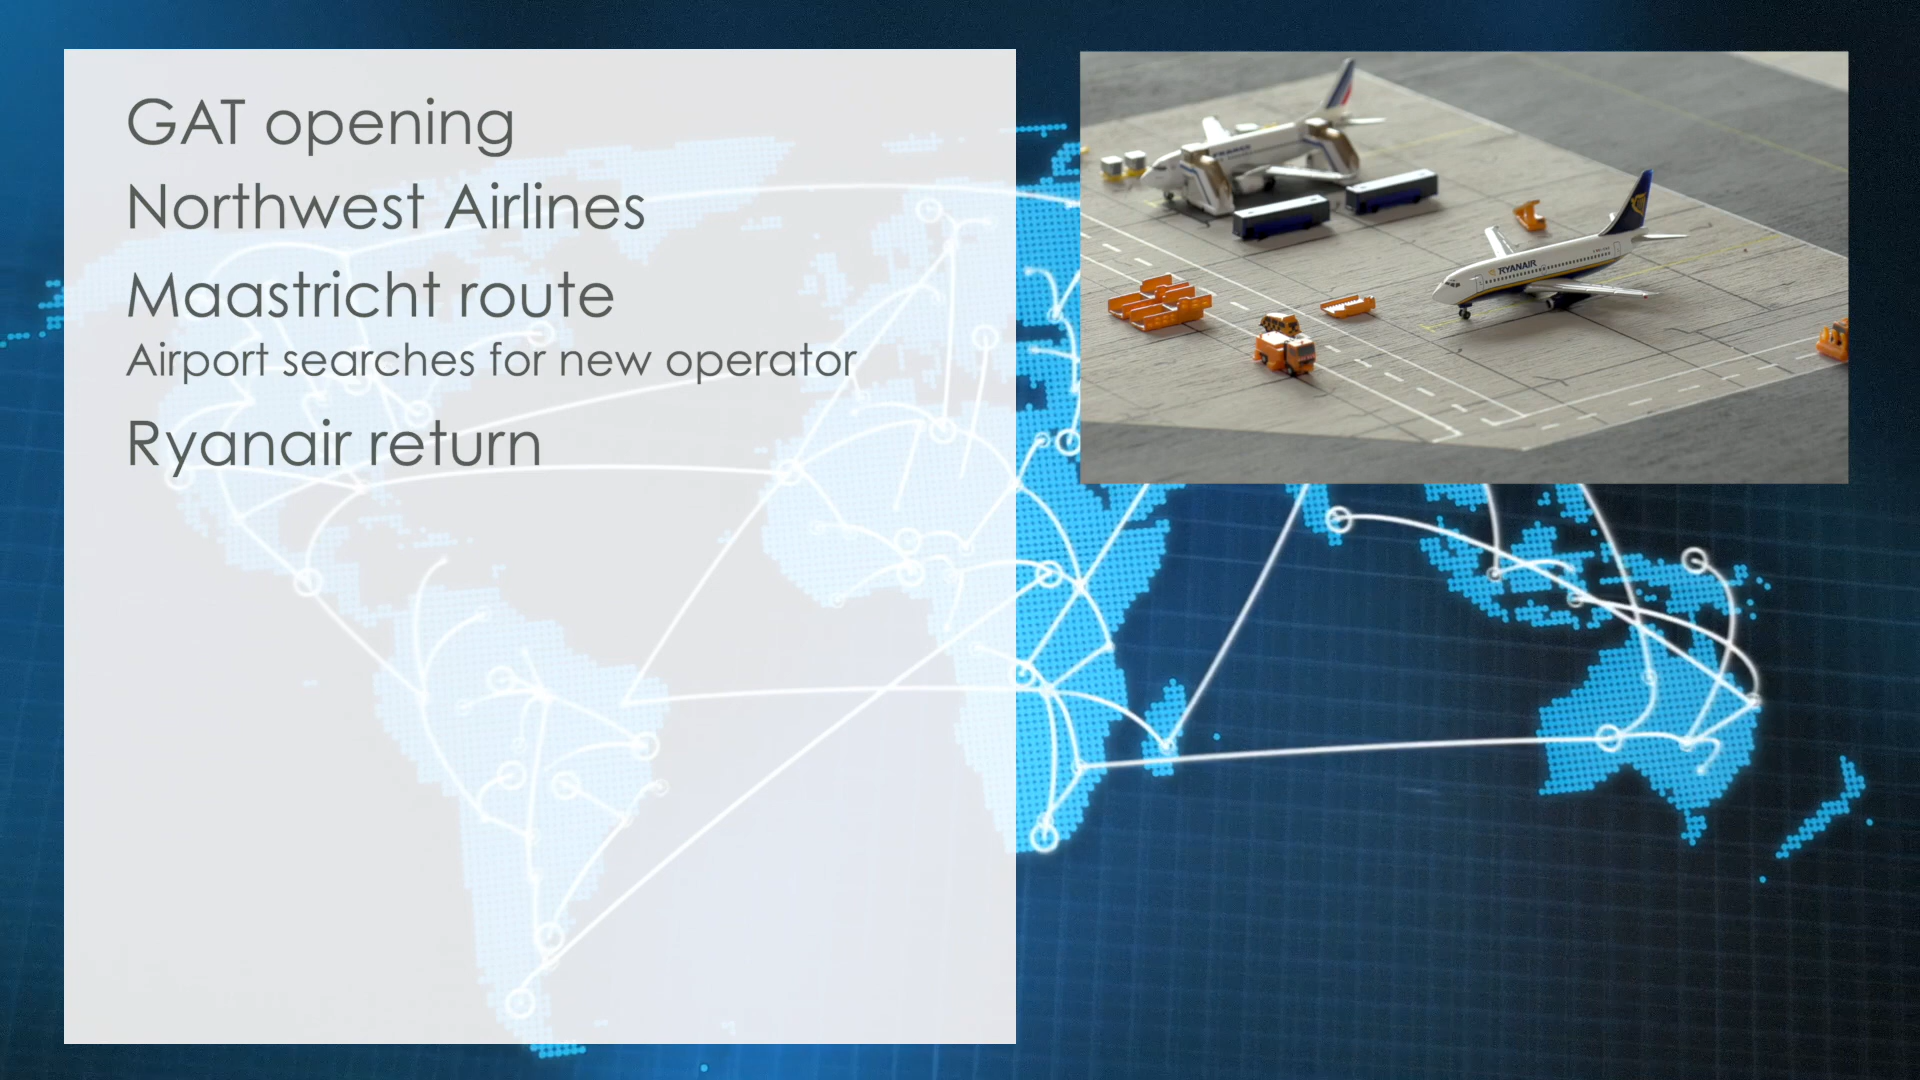 GAT opening
Northwest Airlines
Maastricht route
Airport searches for new operator
Ryanair return
RYANAIR